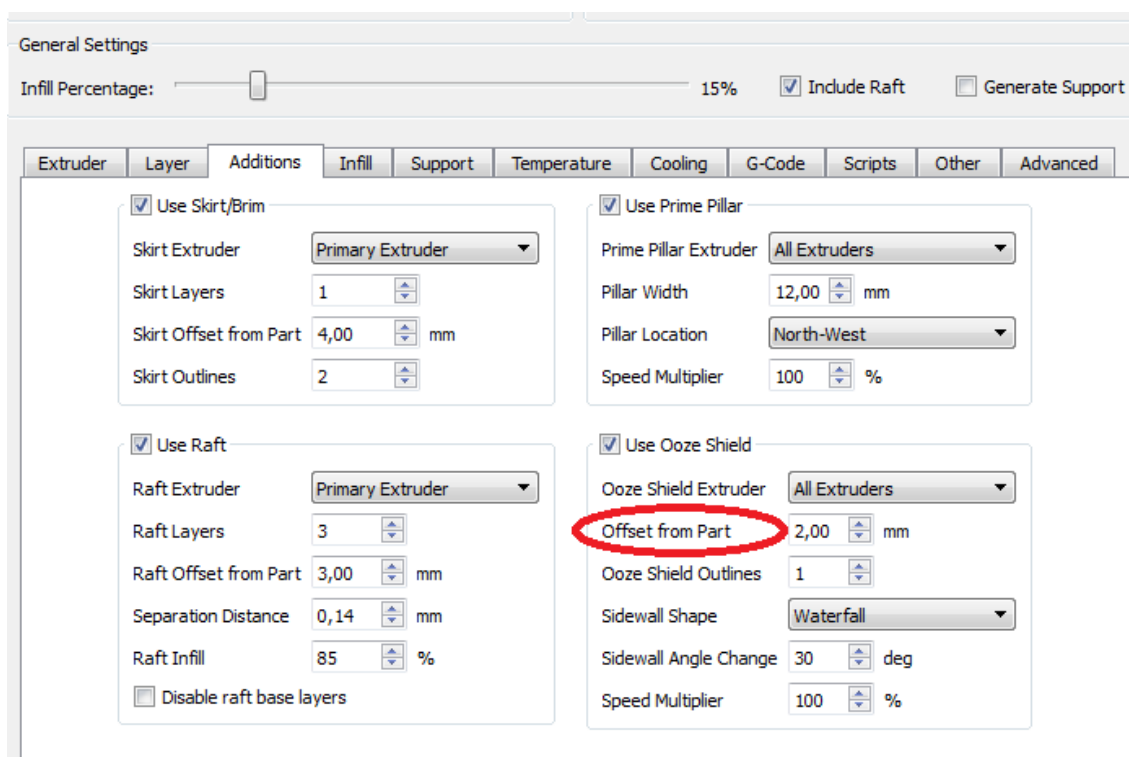 General Settings
Infill Percentage: 15% Include Raft Generate Support
Extruder Layer Additions Infill Support Temperature Cooling G-Code Scripts Other Advanced
Use Skirt/Brim
Skirt Extruder Primary Extruder
Skirt Layers 1
Skirt Offset from Part 4,00 mm
Skirt Outlines 2
Use Prime Pillar
Prime Pillar Extruder All Extruders
Pillar Width 12,00 mm
Pillar Location North-West
Speed Multiplier 100 %
Use Raft
Raft Extruder Primary Extruder
Raft Layers 3
Raft Offset from Part 3,00 mm
Separation Distance 0,14 mm
Raft Infill 85 %
Disable raft base layers
Use Ooze Shield
Ooze Shield Extruder All Extruders
Offset from Part 2,00 mm
Ooze Shield Outlines 1
Sidewall Shape Waterfall
Sidewall Angle Change 30 deg
Speed Multiplier 100 %